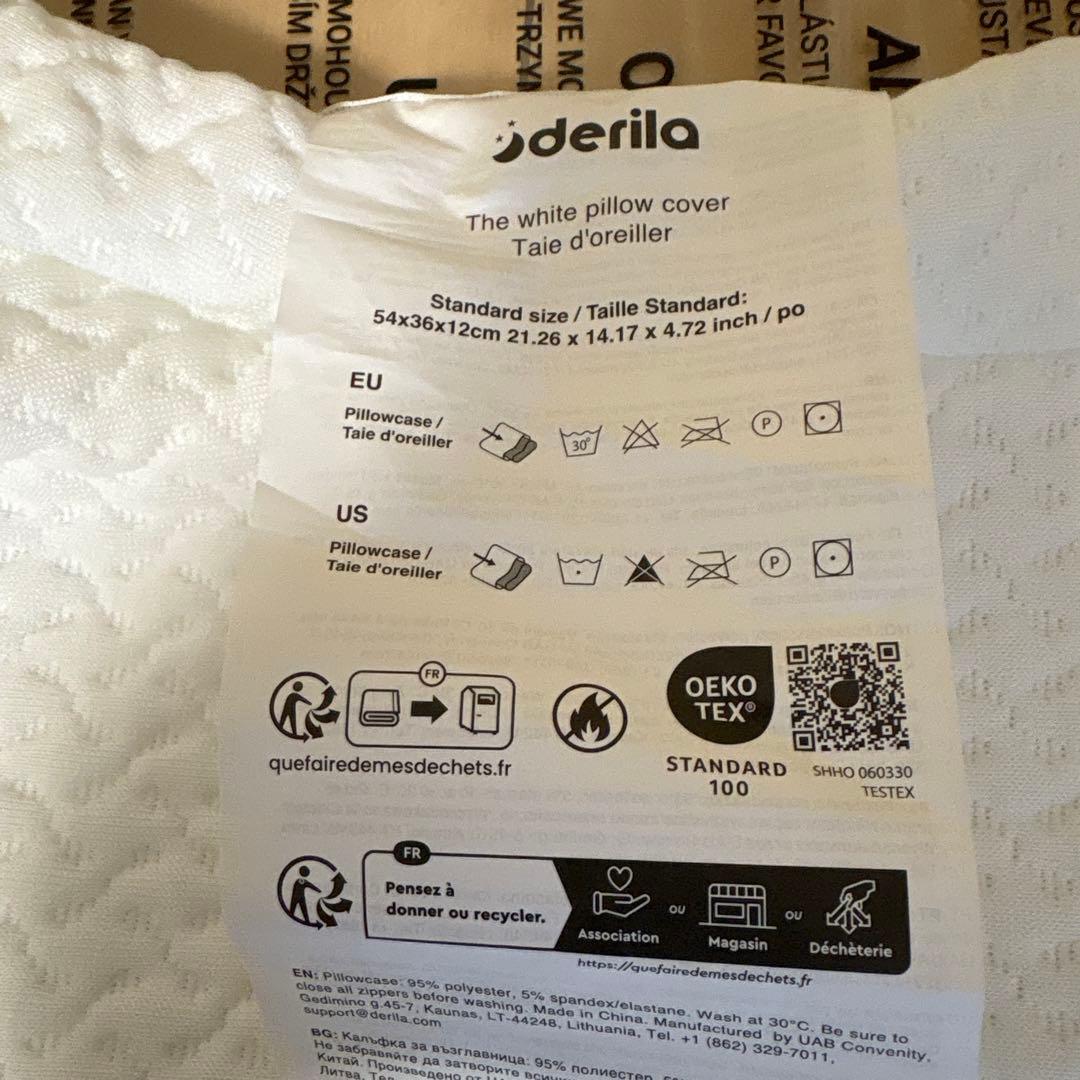 derila
The white pillow cover
Taie d'oreiller
Standard size / Taille Standard:
54x36x12cm 21.26 x 14.17 x 4.72 inch / po
EU
Pillowcase /
Taie d'oreiller
30°
P
US
Pillowcase /
Taie d'oreiller
P
FR
quefairedemesdechets.fr
OEKO
TEX®
STANDARD
100
SHHO 060330
TESTEX
FR
Pensez à
donner ou recycler.
Association
ou
Magasin
ou
Déchèterie
https://quefairedemesdechets.fr
EN: Pillowcase: 95% polyester, 5% spandex/elastane. Wash at 30°C. Be sure to
close all zippers before washing. Made in China. Manufactured by UAB Convenity,
Gedimino g.45-7, Kaunas, LT-44248, Lithuania, Tel. +1 (862) 329-7011,
support@derila.com
BG: Калъфка за възглавница: 95% полиестер,
Не забравяйте да затворите
Китай. Произведено от
Литва, Тел